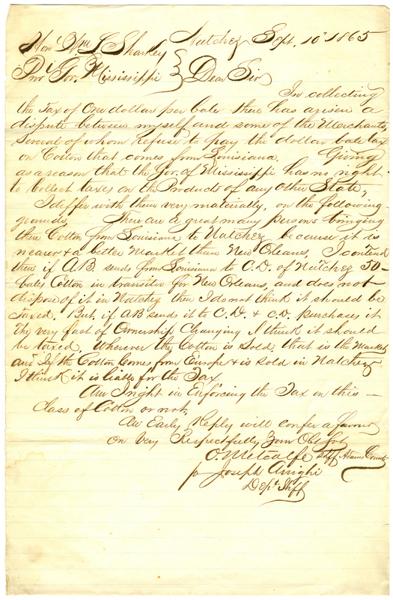 Natchez Sept. 10th 1865
Hon. Wm L Sharkey
Prov. Gov. Mississippi } Dear Sir
In collecting
the Tax of One dollar per bale there has arisen a
dispute between myself and some of the Merchants,
Several of whom Refuse to pay the dollar bale tax
on Cotton that comes from Louisiana. Giving
as a reason that the Gov. of Mississippi has no right
to Collect taxes on the Products of any other State,
I differ with them very materially, on the following
grounds. There are a great many persons bringing
their Cotton from Louisiana to Natchez, because it is
nearer & a better Market than New Orleans, I contend
then if A.B. sends from Louisiana to C.D. of Natchez 50
bales Cotton in transitive for New Orleans, and does not
dispose of it in Natchez then I do not think it should be
Taxed. But if AB sends it to C.D. & C.D. purchases it
The very fact of Ownership Changing I think it should
be taxed, Wherever the Cotton is Sold, that is the Market
and if the Cotton Comes from Europe & is Sold in Natchez
I think it is liable for the Tax
Am I right in Enforcing the Tax in this
Class of Cotton or not,
An Early Reply will confer a favor
on Very Respectfully Your Obt Svt
O. Metcalfe Shff. Adams County
pr Joseph Arrighi
Dept Shff